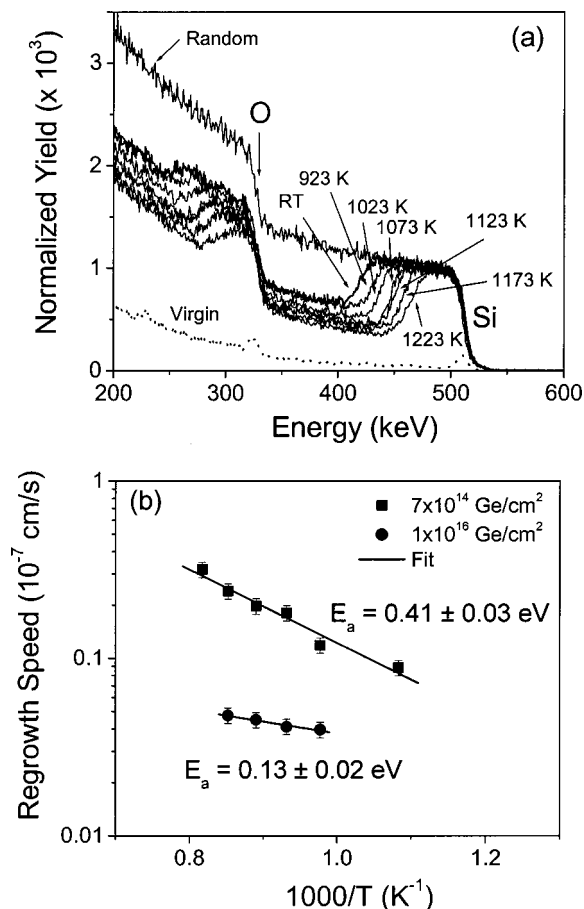 (a)
Random
Normalized Yield (x 10³)
3
2
1
0
O
923 K
RT
1023 K
1073 K
1123 K
1173 K
1223 K
Si
Virgin
200 300 400 500 600
Energy (keV)
(b)
7x10¹⁴ Ge/cm²
1x10¹⁶ Ge/cm²
Fit
Regrowth Speed (10⁻⁷ cm/s)
1
0.1
0.01
Eₐ = 0.41 ± 0.03 eV
Eₐ = 0.13 ± 0.02 eV
0.8 1.0 1.2
1000/T (K⁻¹)